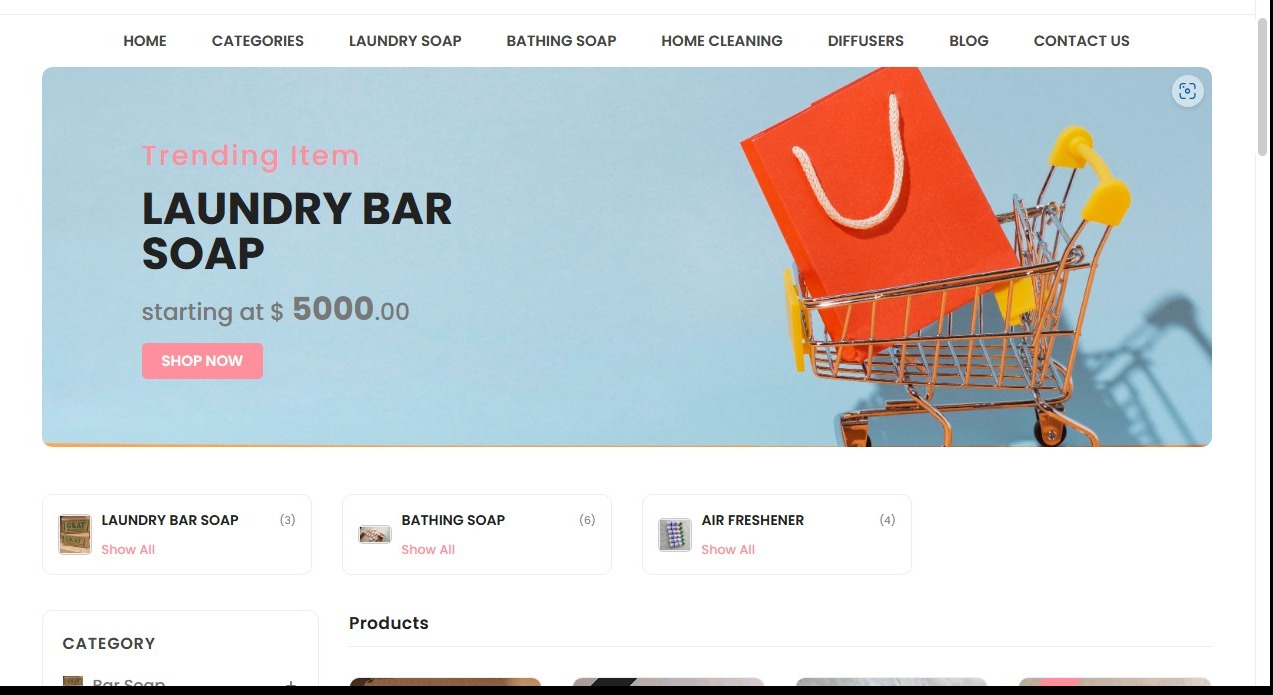 HOME CATEGORIES LAUNDRY SOAP BATHING SOAP HOME CLEANING DIFFUSERS BLOG CONTACT US
Trending Item
LAUNDRY BAR
SOAP
starting at $ 5000.00
SHOP NOW
LAUNDRY BAR SOAP (3)
Show All
BATHING SOAP (6)
Show All
AIR FRESHENER (4)
Show All
CATEGORY
Bar Soap +
Products